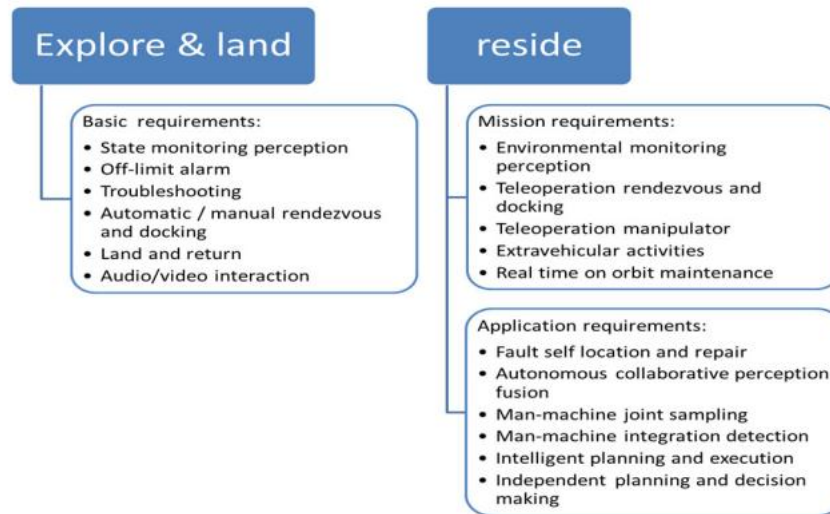 Explore & land
Basic requirements:
• State monitoring perception
• Off-limit alarm
• Troubleshooting
• Automatic / manual rendezvous
and docking
• Land and return
• Audio/video interaction
reside
Mission requirements:
• Environmental monitoring
perception
• Teleoperation rendezvous and
docking
• Teleoperation manipulator
• Extravehicular activities
• Real time on orbit maintenance
Application requirements:
• Fault self location and repair
• Autonomous collaborative perception
fusion
• Man-machine joint sampling
• Man-machine integration detection
• Intelligent planning and execution
• Independent planning and decision
making